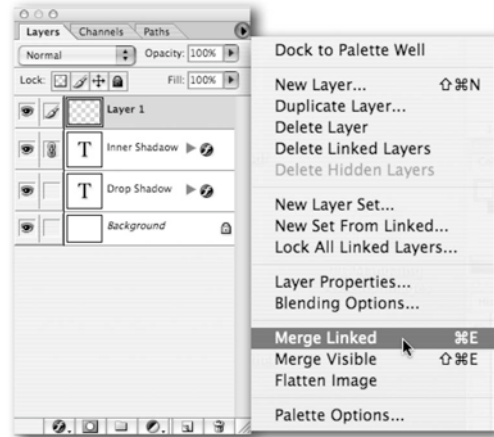 Layers Channels Paths
Normal Opacity: 100%
Lock: Fill: 100%
Layer 1
T Inner Shadaow
T Drop Shadow
Background
Dock to Palette Well
New Layer... ⇧⌘N
Duplicate Layer...
Delete Layer
Delete Linked Layers
Delete Hidden Layers
New Layer Set...
New Set From Linked...
Lock All Linked Layers...
Layer Properties...
Blending Options...
Merge Linked ⌘E
Merge Visible ⇧⌘E
Flatten Image
Palette Options...